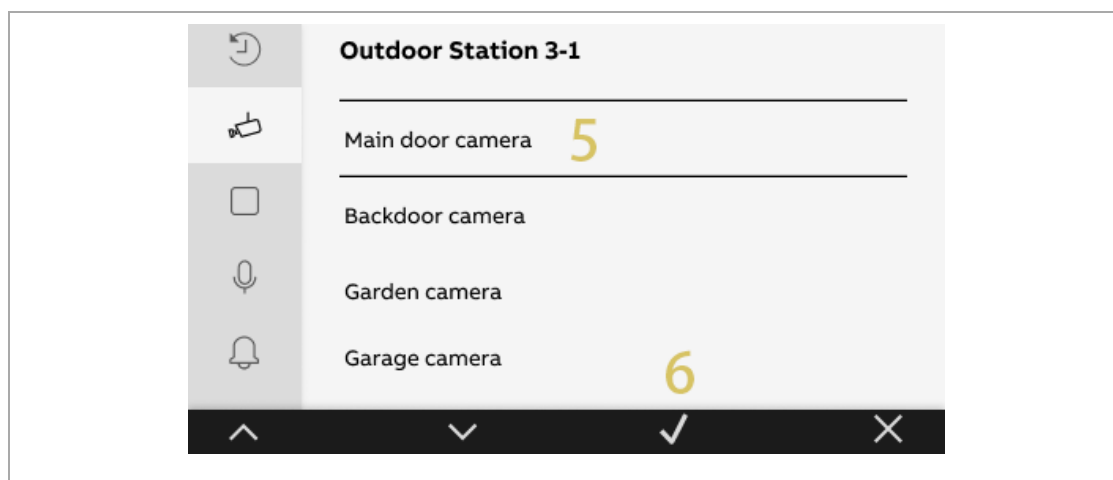 Outdoor Station 3-1
Main door camera 5
Backdoor camera
Garden camera
Garage camera
6